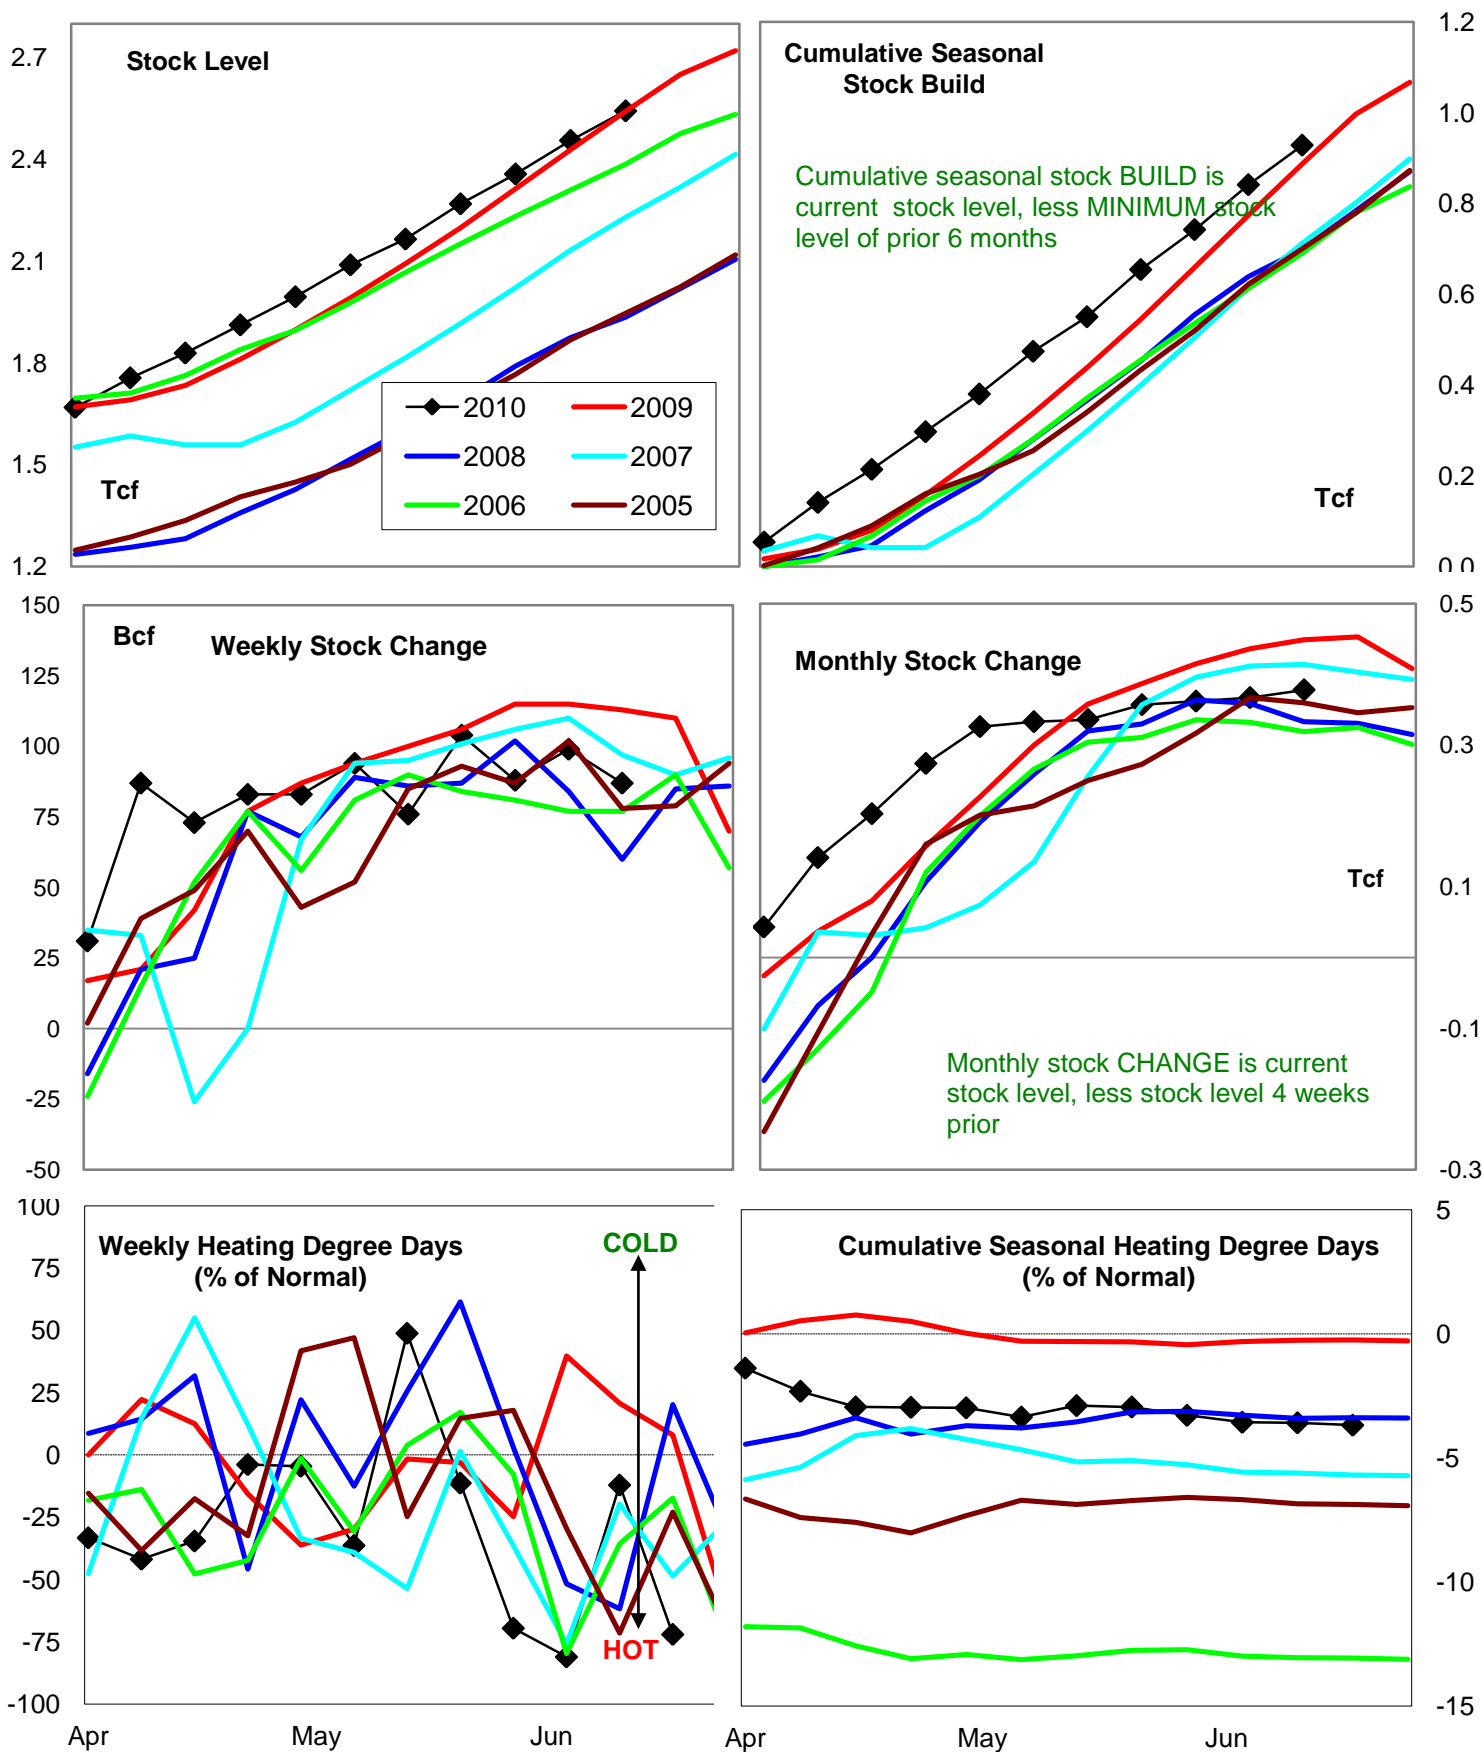 Stock Level
2.7
2.4
2.1
1.8
1.5
1.2
Tcf
2010
2009
2008
2007
2006
2005
Cumulative Seasonal
Stock Build
Cumulative seasonal stock BUILD is
current stock level, less MINIMUM stock
level of prior 6 months
Tcf
1.2
1.0
0.8
0.6
0.4
0.2
0.0
150
125
100
75
50
25
0
-25
-50
Bcf
Weekly Stock Change
Monthly Stock Change
Tcf
Monthly stock CHANGE is current
stock level, less stock level 4 weeks
prior
0.5
0.3
0.1
-0.1
-0.3
100
75
50
25
0
-25
-50
-75
-100
Weekly Heating Degree Days
(% of Normal)
COLD
HOT
Apr
May
Jun
Cumulative Seasonal Heating Degree Days
(% of Normal)
5
0
-5
-10
-15
Apr
May
Jun